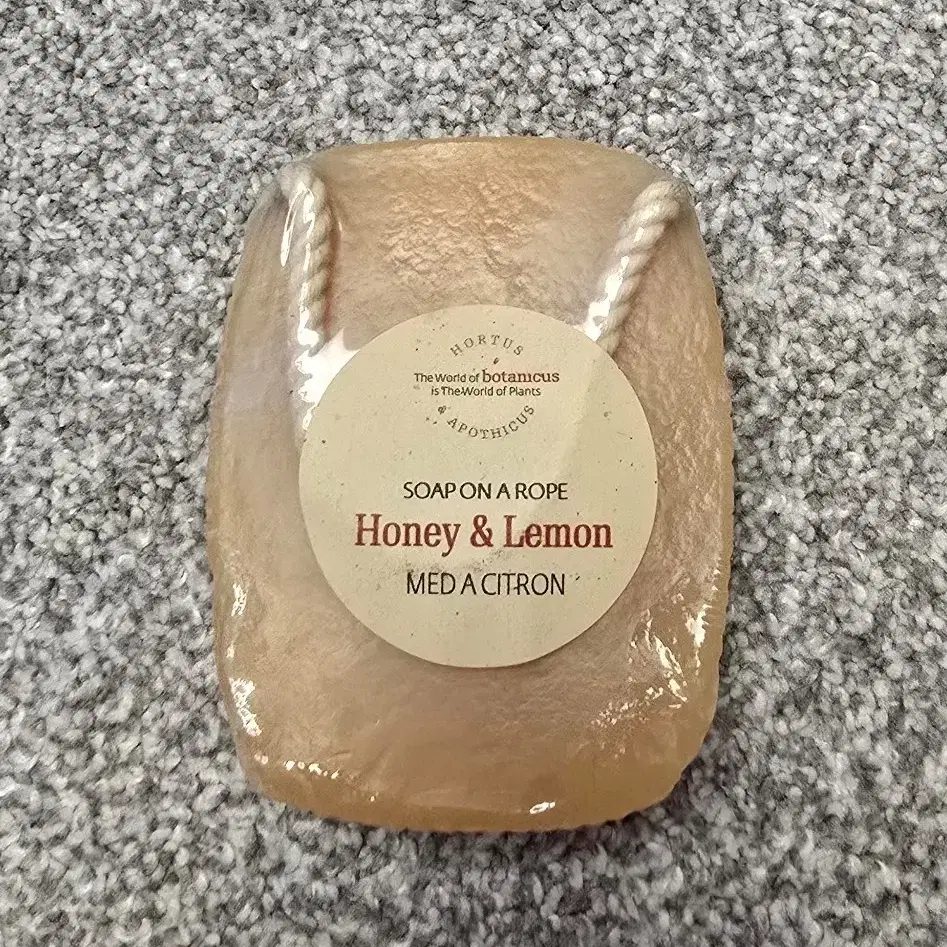 HORTUS
The World of botanicus
is The World of Plants
& APOTHICUS
SOAP ON A ROPE
Honey & Lemon
MED A CITRON